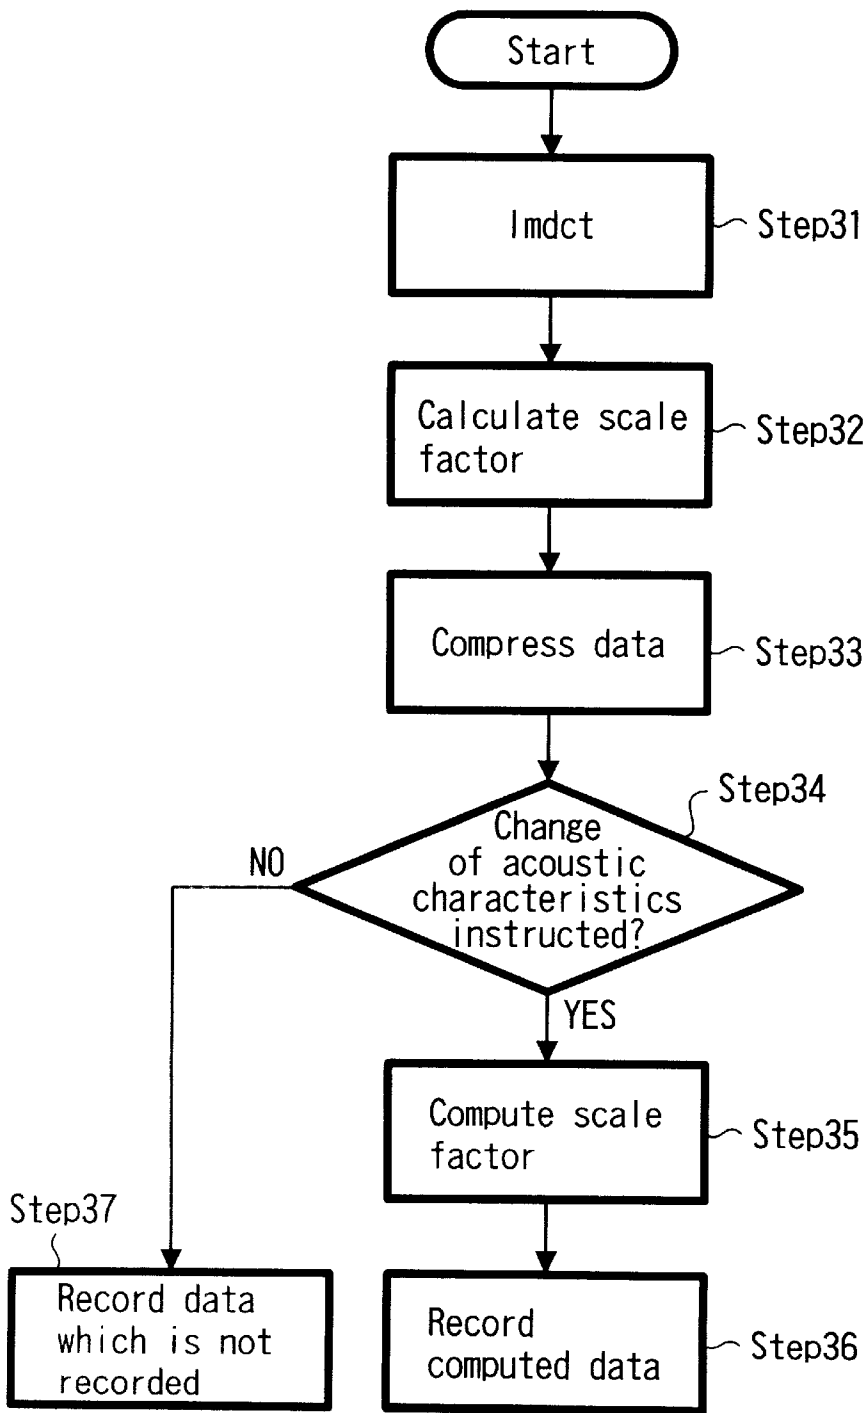 Start
Imdct
Step31
Calculate scale
factor
Step32
Compress data
Step33
Step34
Change
of acoustic
characteristics
instructed?
NO
YES
Compute scale
factor
Step35
Step37
Record data
which is not
recorded
Record
computed data
Step36